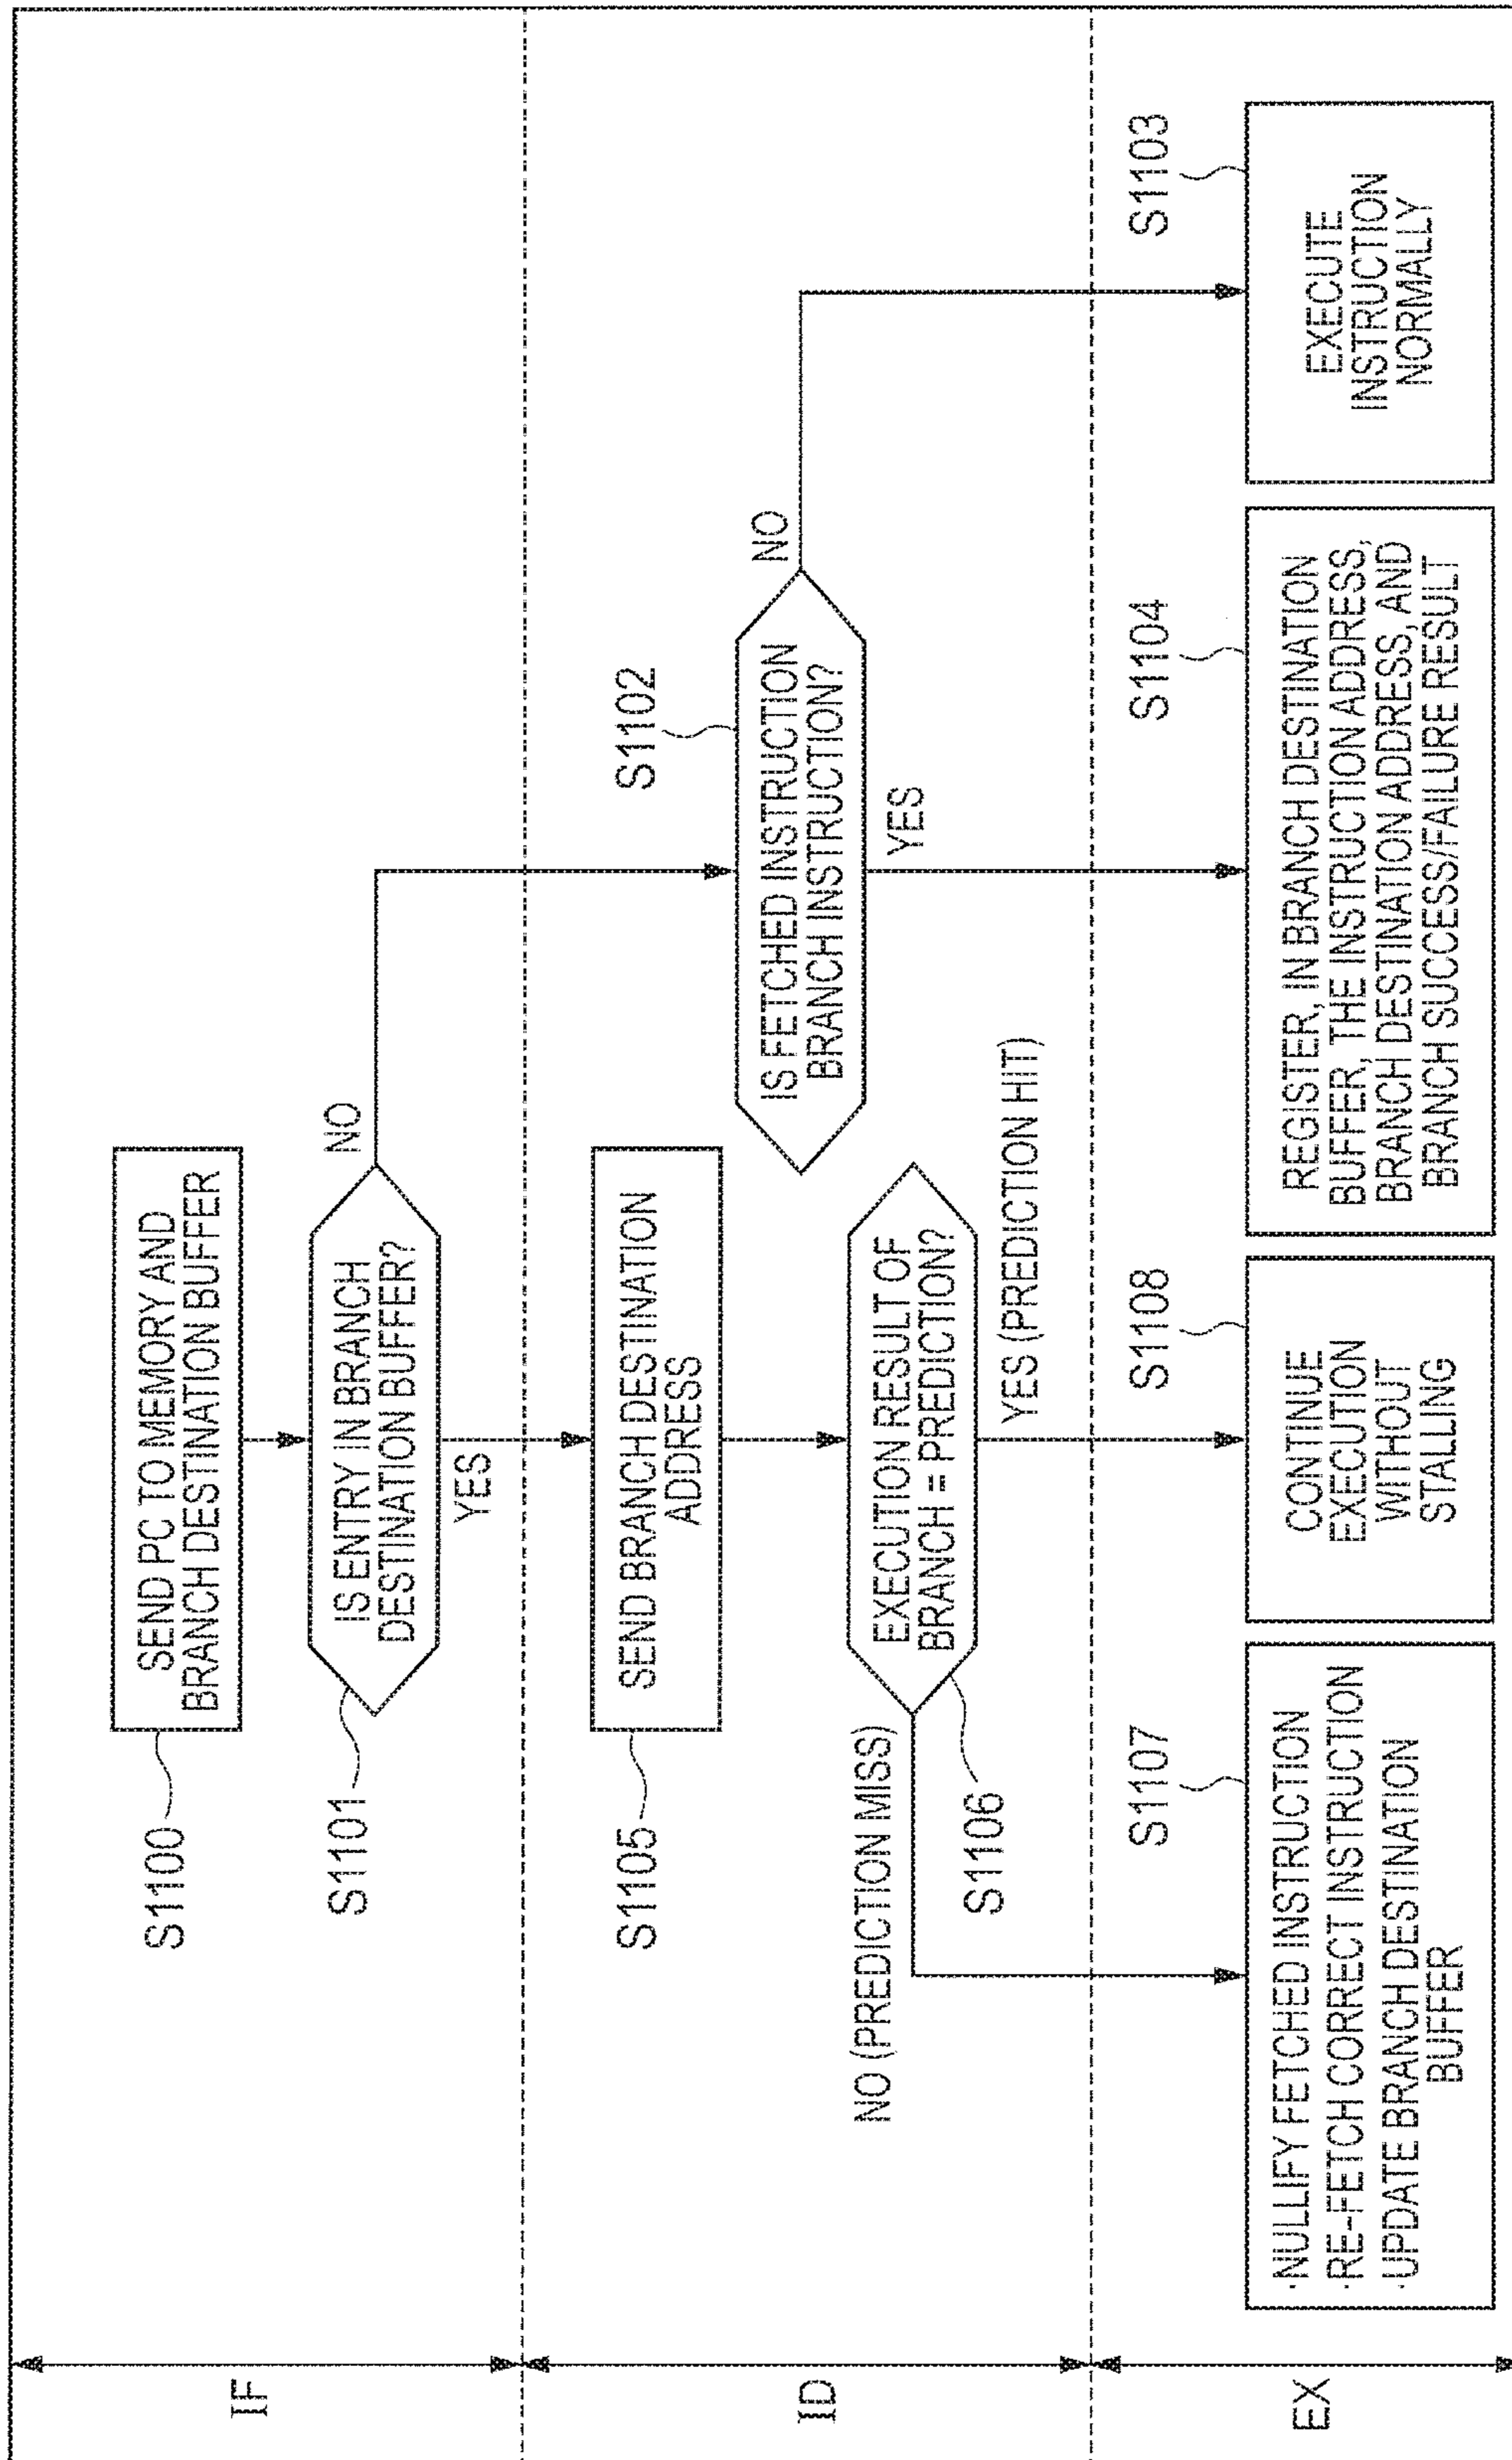 IF
S1100
SEND PC TO MEMORY AND
BRANCH DESTINATION BUFFER
S1101
IS ENTRY IN BRANCH
DESTINATION BUFFER?
NO
YES
ID
S1105
SEND BRANCH DESTINATION
ADDRESS
S1102
IS FETCHED INSTRUCTION
BRANCH INSTRUCTION?
NO
YES
NO (PREDICTION MISS)
S1106
EXECUTION RESULT OF
BRANCH = PREDICTION?
YES (PREDICTION HIT)
EX
S1107
·NULLIFY FETCHED INSTRUCTION
·RE-FETCH CORRECT INSTRUCTION
·UPDATE BRANCH DESTINATION
BUFFER
S1108
CONTINUE
EXECUTION
WITHOUT
STALLING
S1104
REGISTER, IN BRANCH DESTINATION
BUFFER, THE INSTRUCTION ADDRESS,
BRANCH DESTINATION ADDRESS, AND
BRANCH SUCCESS/FAILURE RESULT
S1103
EXECUTE
INSTRUCTION
NORMALLY